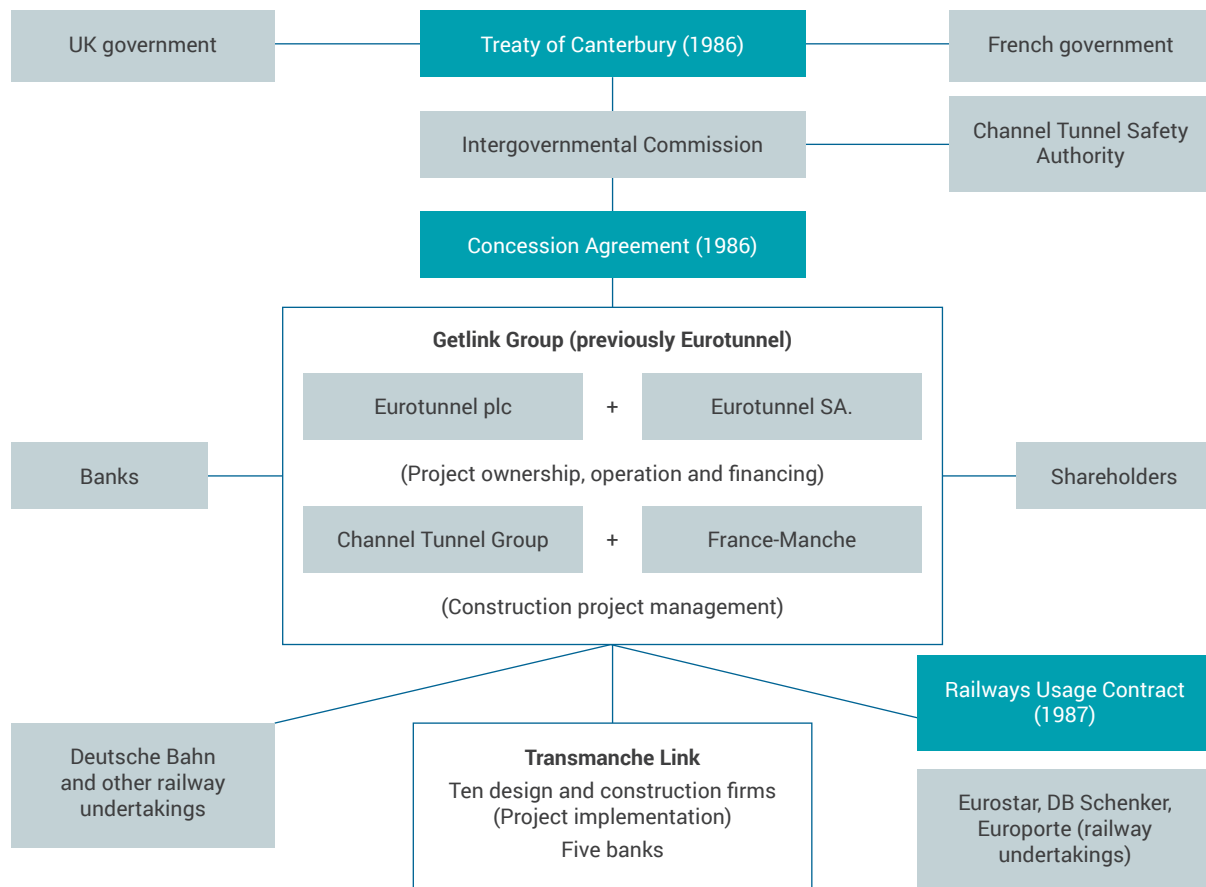 UK government
Treaty of Canterbury (1986)
French government
Intergovernmental Commission
Channel Tunnel Safety
Authority
Concession Agreement (1986)
Getlink Group (previously Eurotunnel)
Eurotunnel plc
+
Eurotunnel SA.
(Project ownership, operation and financing)
Banks
Shareholders
Channel Tunnel Group
+
France-Manche
(Construction project management)
Deutsche Bahn
and other railway
undertakings
Transmanche Link
Ten design and construction firms
(Project implementation)
Five banks
Railways Usage Contract
(1987)
Eurostar, DB Schenker,
Europorte (railway
undertakings)